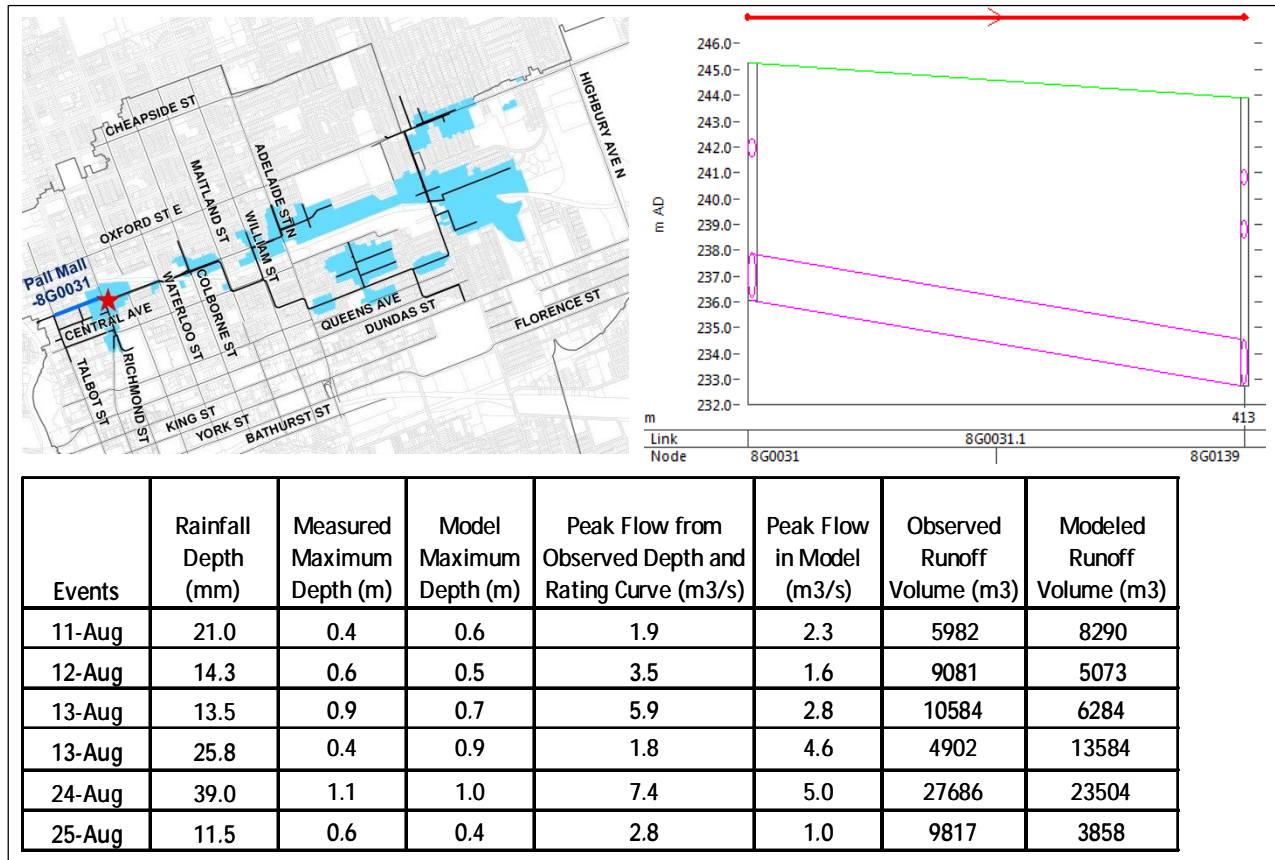 CHEAPSIDE ST
HIGHBURY AVE N
ADELAIDE ST N
MAITLAND ST
OXFORD ST E
WILLIAM ST
Pall Mall
-8G0031
COLBORNE ST
WATERLOO ST
CENTRAL AVE
QUEENS AVE
DUNDAS ST
FLORENCE ST
TALBOT ST
RICHMOND ST
KING ST
YORK ST
BATHURST ST
246.0
245.0
244.0
243.0
242.0
241.0
240.0
239.0
238.0
237.0
236.0
235.0
234.0
233.0
232.0
m AD
m 413
Link 8G0031.1
Node 8G0031 8G0139
Events Rainfall Depth (mm) Measured Maximum Depth (m) Model Maximum Depth (m) Peak Flow from Observed Depth and Rating Curve (m3/s) Peak Flow in Model (m3/s) Observed Runoff Volume (m3) Modeled Runoff Volume (m3)
11-Aug 21.0 0.4 0.6 1.9 2.3 5982 8290
12-Aug 14.3 0.6 0.5 3.5 1.6 9081 5073
13-Aug 13.5 0.9 0.7 5.9 2.8 10584 6284
13-Aug 25.8 0.4 0.9 1.8 4.6 4902 13584
24-Aug 39.0 1.1 1.0 7.4 5.0 27686 23504
25-Aug 11.5 0.6 0.4 2.8 1.0 9817 3858